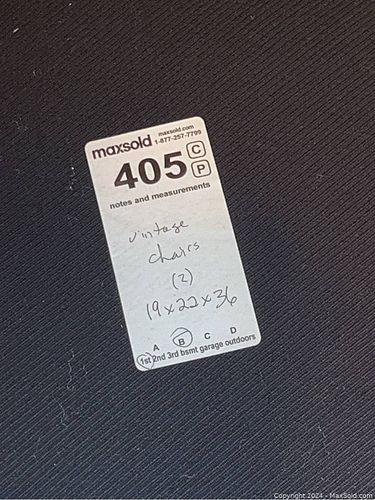 maxsold maxsold.com
1-877-257-7799
405 C
P
notes and measurements
vintage
chairs
(2)
19x22x36
A B C D
1st 2nd 3rd bsmt garage outdoors
Copyright 2024 - MaxSold.com